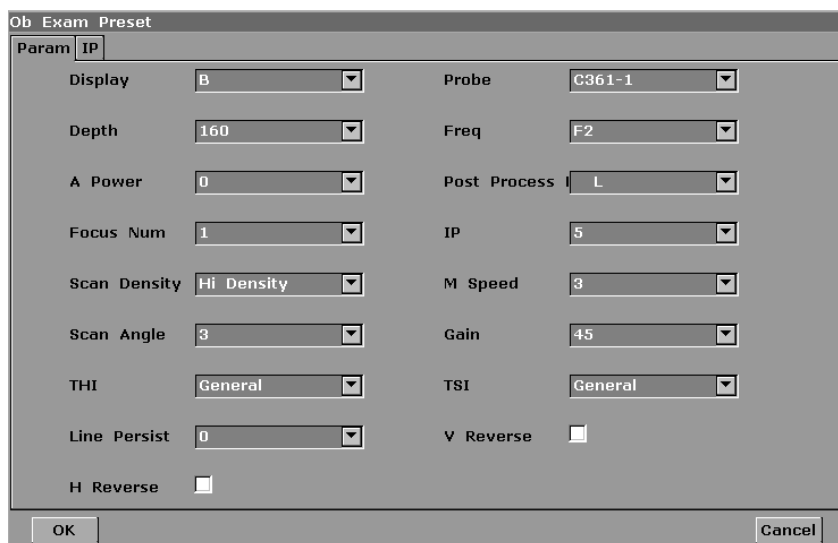 Ob Exam Preset
Param IP
Display B Probe C361-1
Depth 160 Freq F2
A Power 0 Post Process L
Focus Num 1 IP 5
Scan Density Hi Density M Speed 3
Scan Angle 3 Gain 45
THI General TSI General
Line Persist 0 V Reverse
H Reverse
OK Cancel